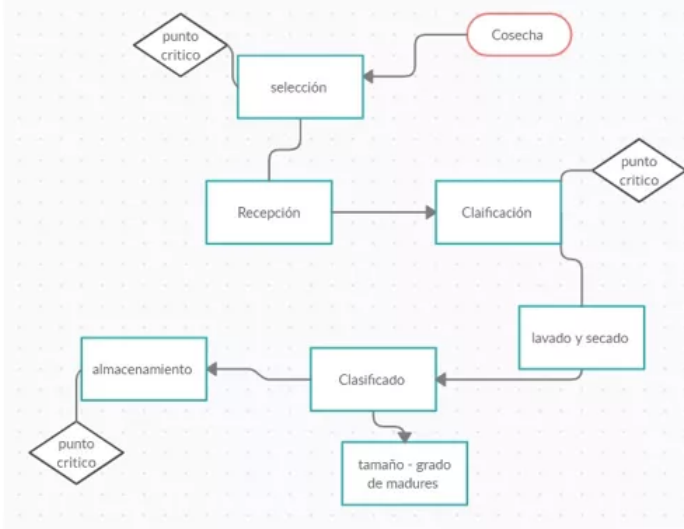 Cosecha
punto
critico
selección
Recepción
Claificación
punto
critico
lavado y secado
Clasificado
almacenamiento
punto
critico
tamaño - grado
de madures